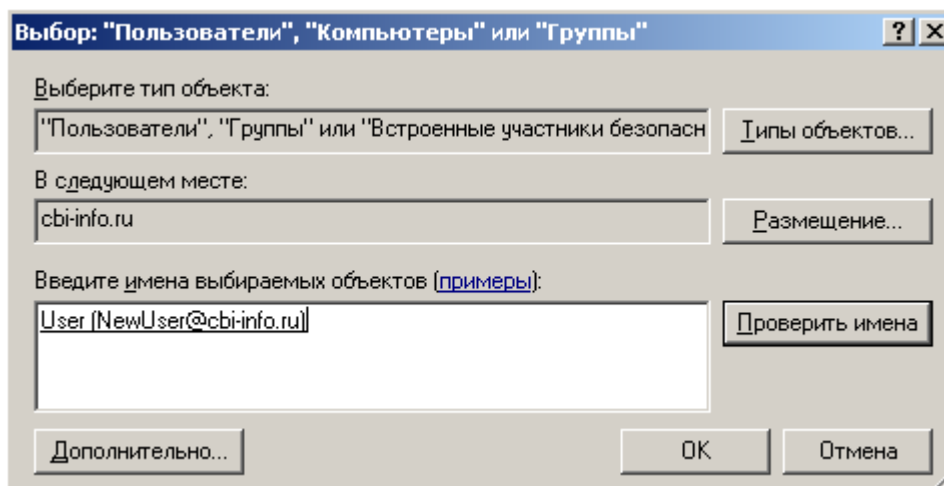 Выбор: "Пользователи", "Компьютеры" или "Группы"
Выберите тип объекта:
"Пользователи", "Группы" или "Встроенные участники безопасн
Типы объектов...
В следующем месте:
cbi-info.ru
Размещение...
Введите имена выбираемых объектов (примеры):
User (NewUser@cbi-info.ru)
Проверить имена
Дополнительно...
ОК
Отмена